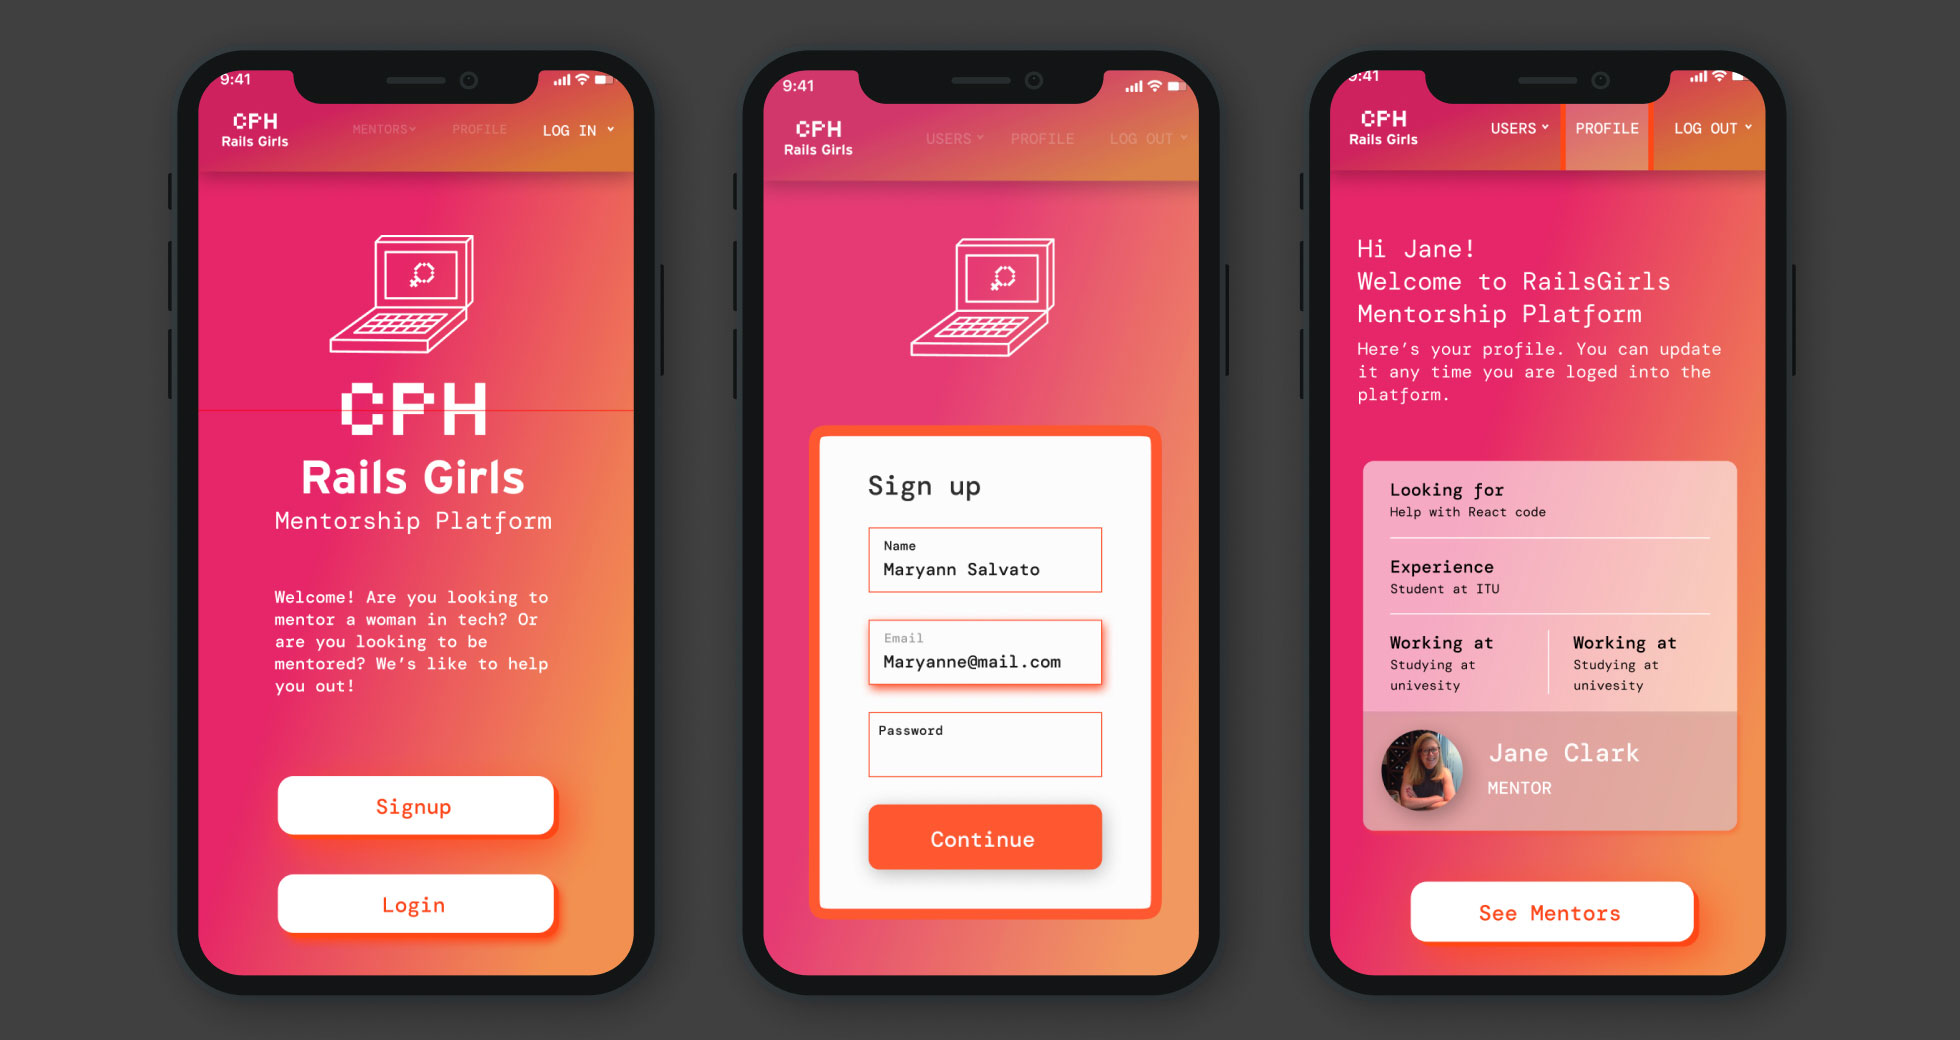 9:41
CPH
Rails Girls
MENTORS
PROFILE
LOG IN
CPH
Rails Girls
Mentorship Platform
Welcome! Are you looking to
mentor a woman in tech? Or
are you looking to be
mentored? We's like to help
you out!
Signup
Login
9:41
CPH
Rails Girls
USERS
PROFILE
LOG OUT
Sign up
Name
Maryann Salvato
Email
Maryanne@mail.com
Password
Continue
9:41
CPH
Rails Girls
USERS
PROFILE
LOG OUT
Hi Jane!
Welcome to RailsGirls
Mentorship Platform
Here's your profile. You can update
it any time you are loged into the
platform.
Looking for
Help with React code
Experience
Student at ITU
Working at
Studying at
univesity
Working at
Studying at
univesity
Jane Clark
MENTOR
See Mentors